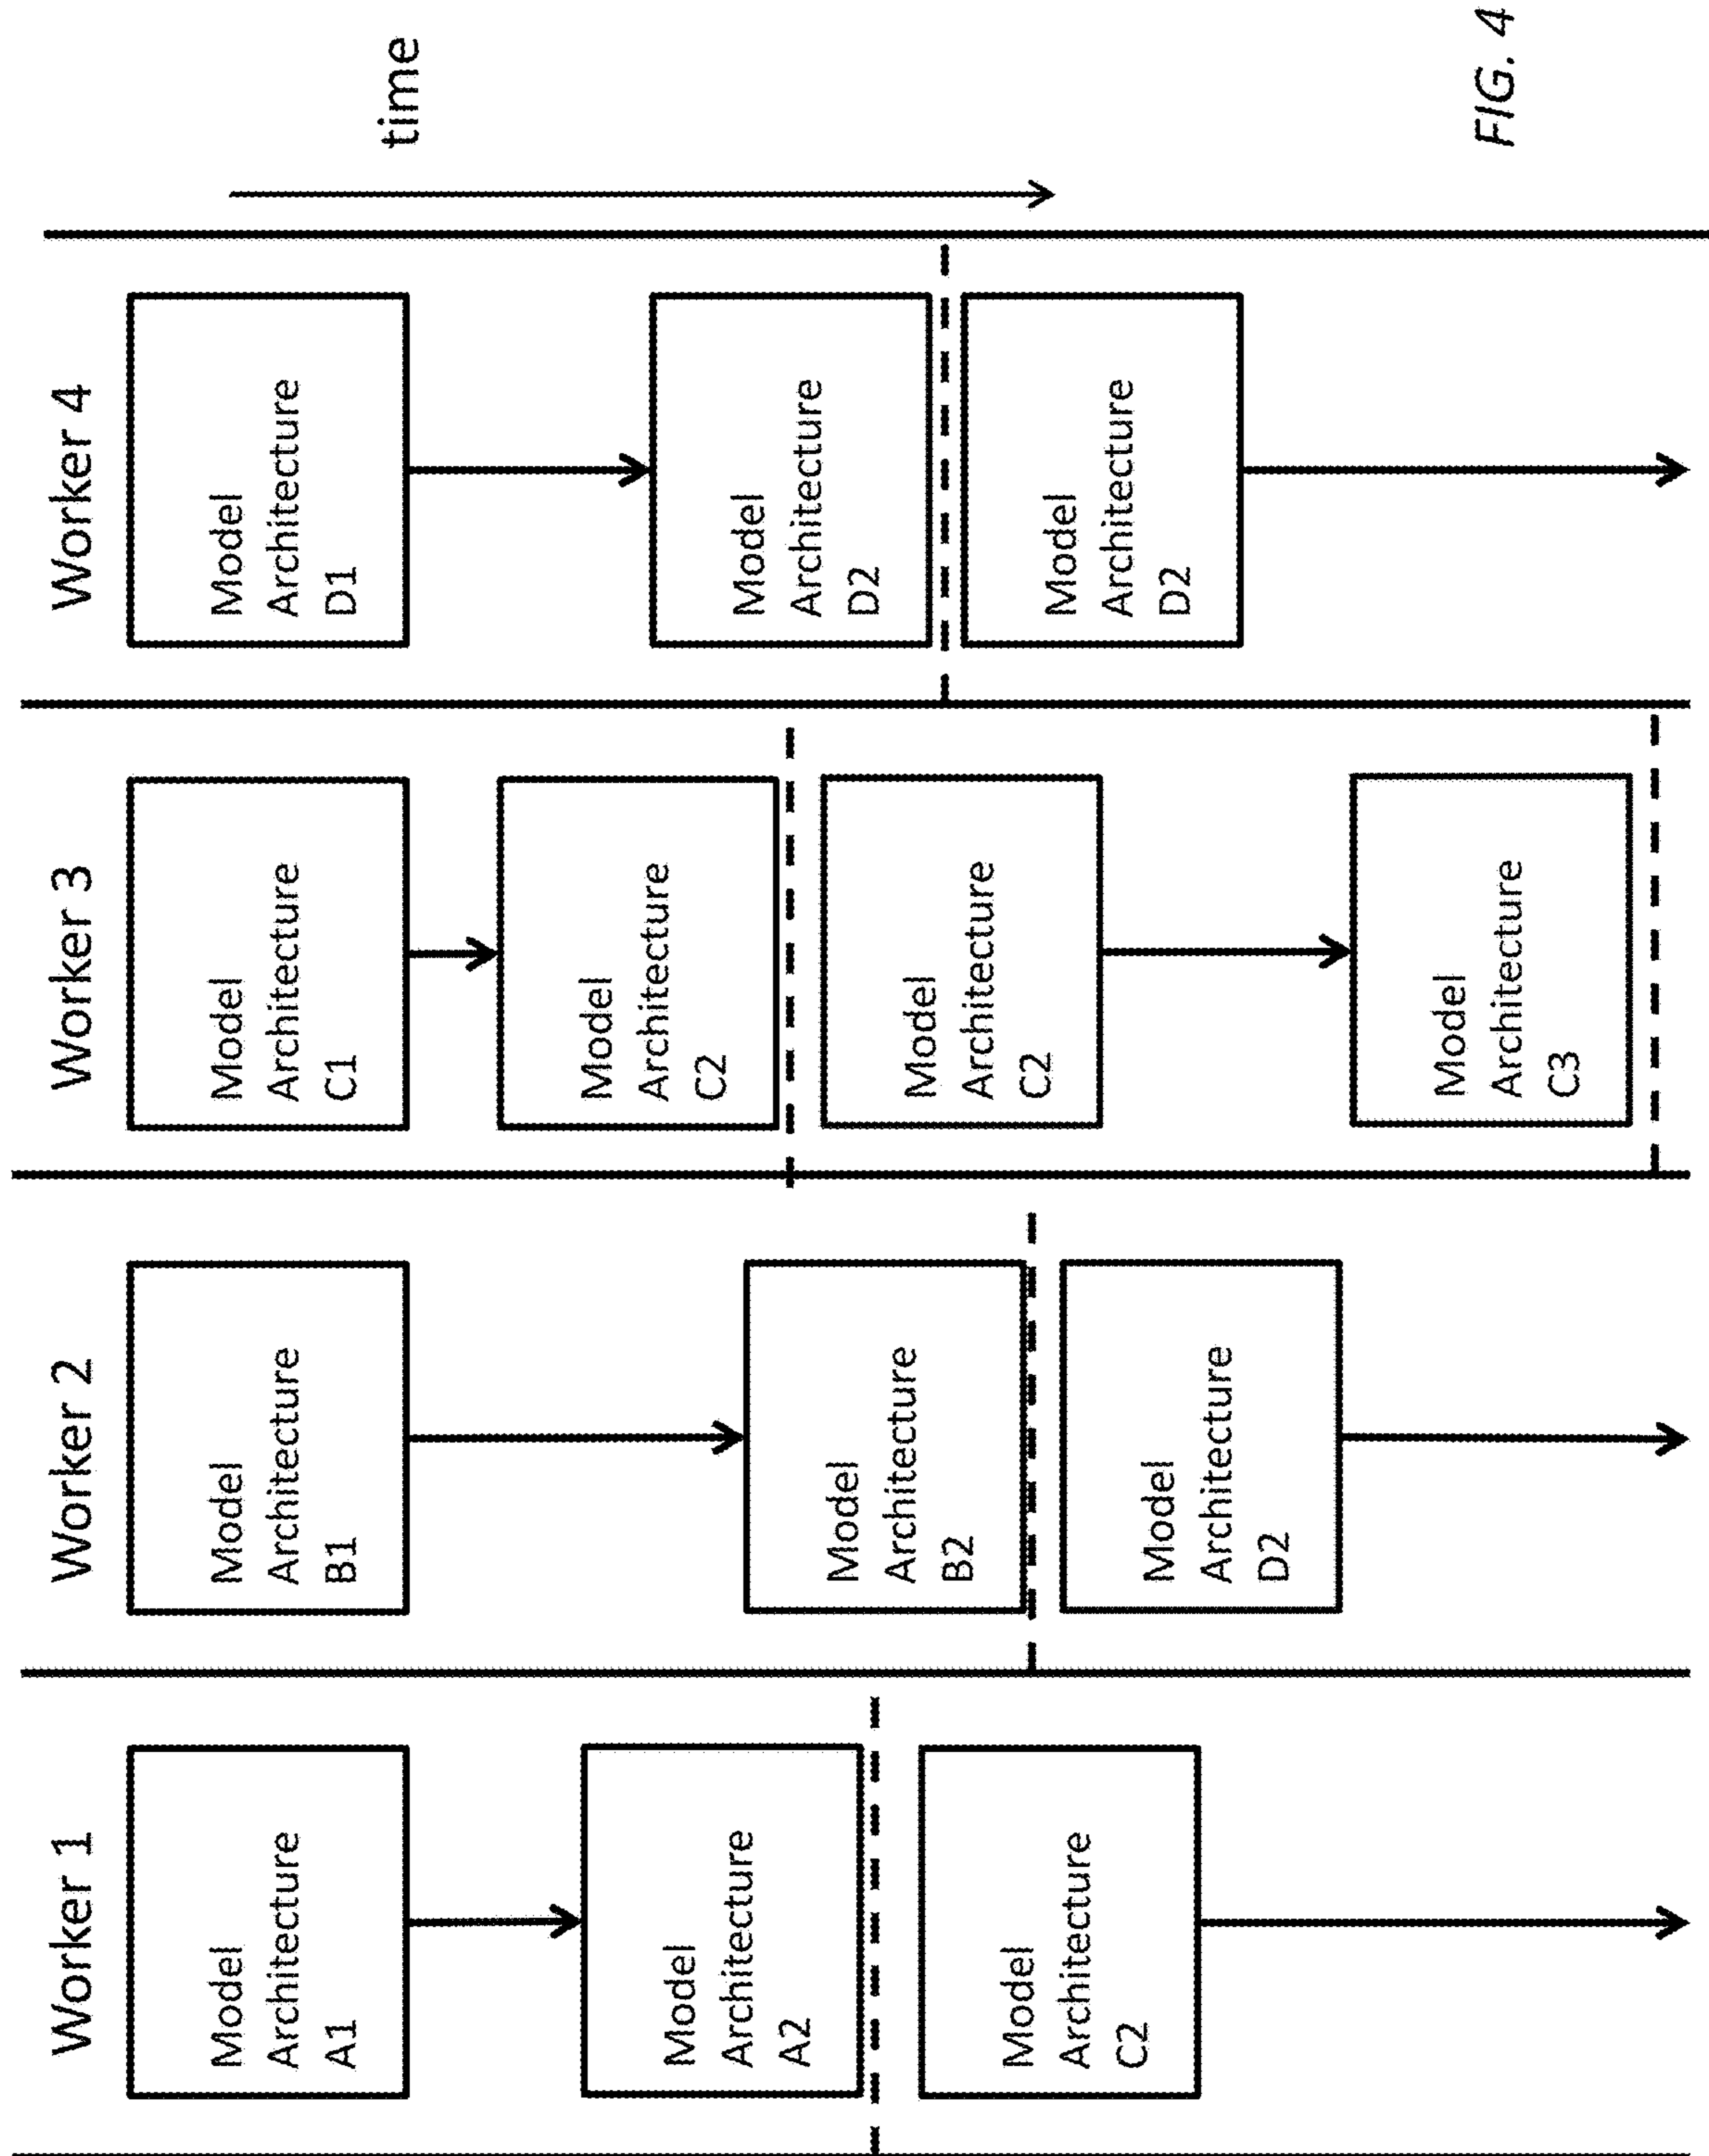 Worker 1
Model
Architecture
A1
Model
Architecture
A2
Model
Architecture
C2
Worker 2
Model
Architecture
B1
Model
Architecture
B2
Model
Architecture
D2
Worker 3
Model
Architecture
C1
Model
Architecture
C2
Model
Architecture
C2
Model
Architecture
C3
Worker 4
Model
Architecture
D1
Model
Architecture
D2
Model
Architecture
D2
time
FIG. 4